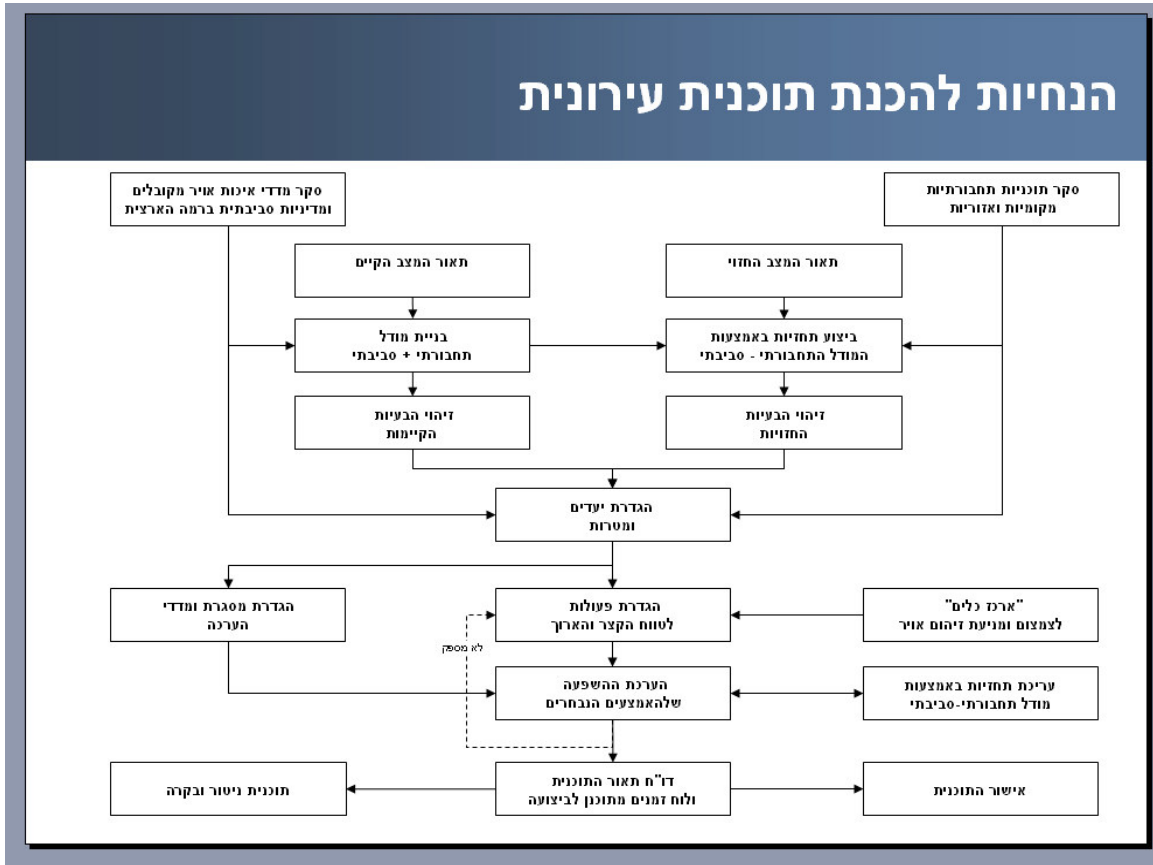 הנחיות להכנת תוכנית עירונית
סקר תוכניות תחבורתיות
מקומיות ואזוריות
סקר מדדי איכות אויר מקובלים
ומדיניות סביבתית ברמה הארצית
תאור המצב החזוי
תאור המצב הקיים
ביצוע תחזיות באמצעות
המודל התחבורתי - סביבתי
בניית מודל
תחבורתי + סביבתי
זיהוי הבעיות
החזויות
זיהוי הבעיות
הקיימות
הגדרת יעדים
ומטרות
"ארגז כלים"
לצמצום ומניעת זיהום אויר
הגדרת פעולות
לטווח הקצר והארוך
הגדרת מסגרת ומדדי
הערכה
לא מספק
עריכת תחזיות באמצעות
מודל תחבורתי-סביבתי
הערכת ההשפעה
שלהאמצעים הנבחרים
אישור התוכנית
דו"ח תאור התוכנית
ולוח זמנים מתוכנן לביצועה
תוכנית ניטור ובקרה